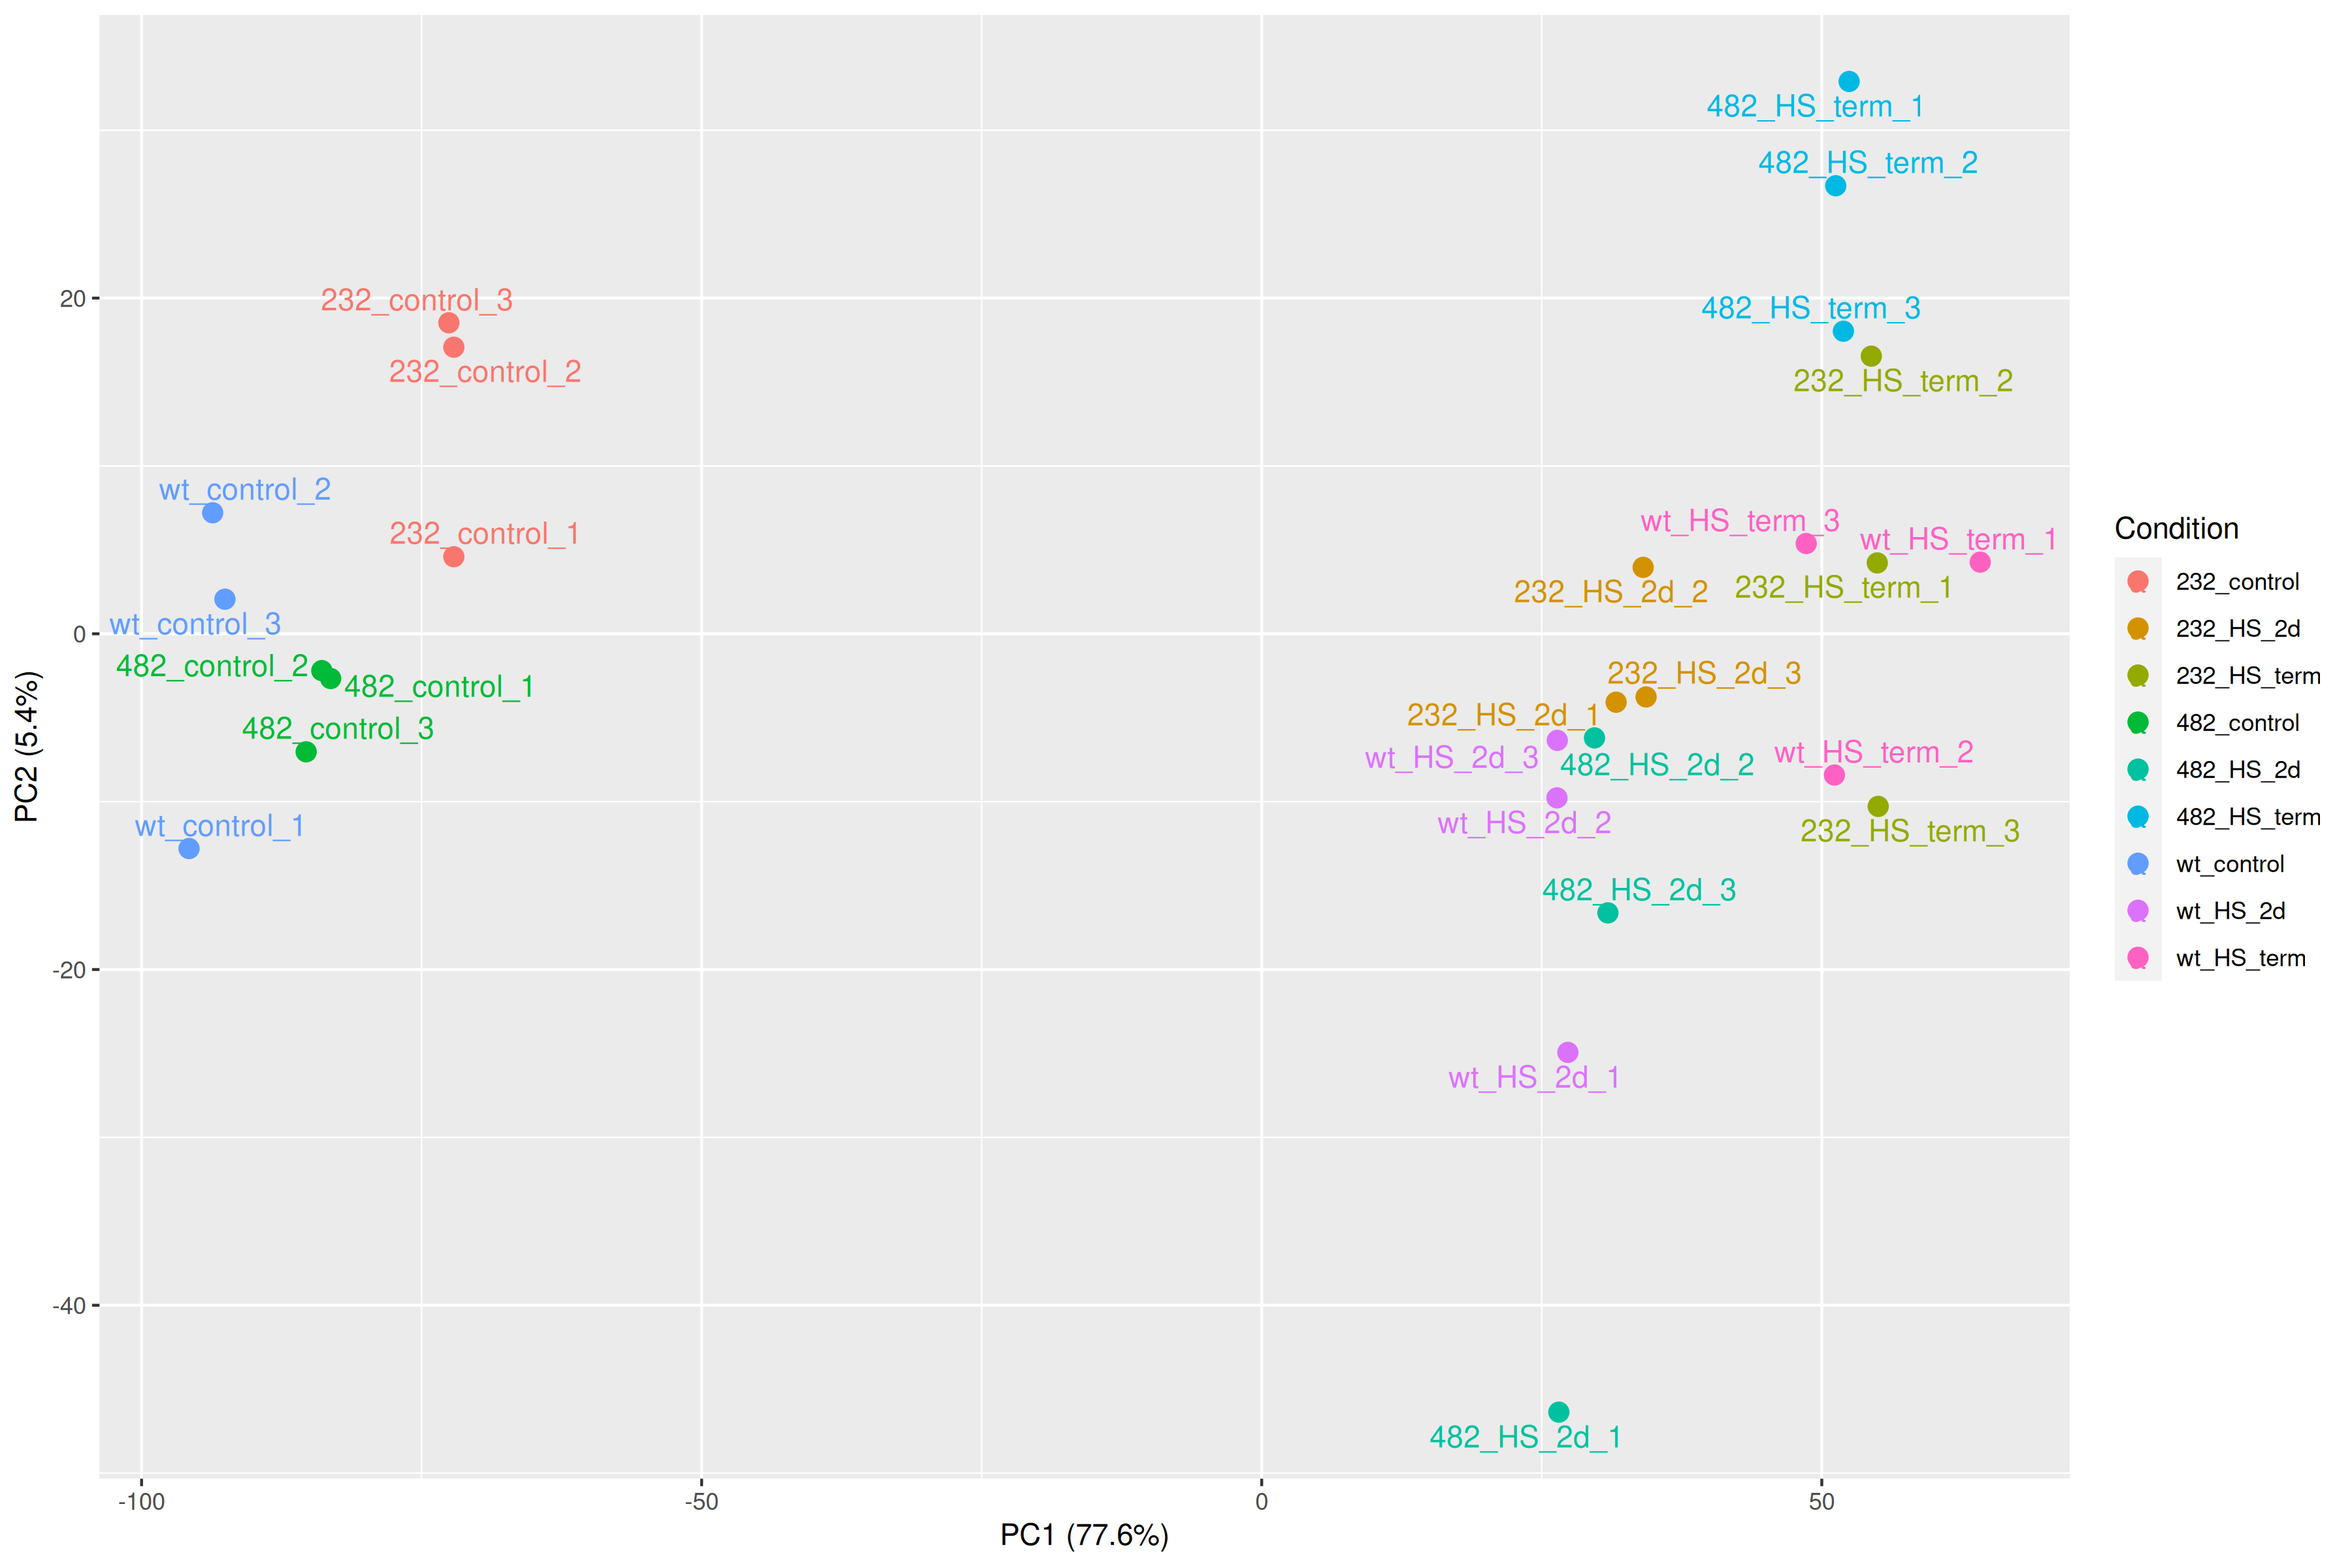 482_HS_term_1
482_HS_term_2
20
232_control_3
482_HS_term_3
232_control_2
232_HS_term_2
wt_control_2
232_control_1
wt_HS_term_3
wt_HS_term_1
232_HS_2d_2
232_HS_term_1
0
wt_control_3
482_control_2
482_control_1
232_HS_2d_3
482_control_3
232_HS_2d_1
wt_HS_2d_3
482_HS_2d_2
wt_HS_term_2
wt_control_1
wt_HS_2d_2
232_HS_term_3
482_HS_2d_3
-20
wt_HS_2d_1
-40
482_HS_2d_1
-100
-50
0
50
PC1 (77.6%)
PC2 (5.4%)
Condition
232_control
232_HS_2d
232_HS_term
482_control
482_HS_2d
482_HS_term
wt_control
wt_HS_2d
wt_HS_term